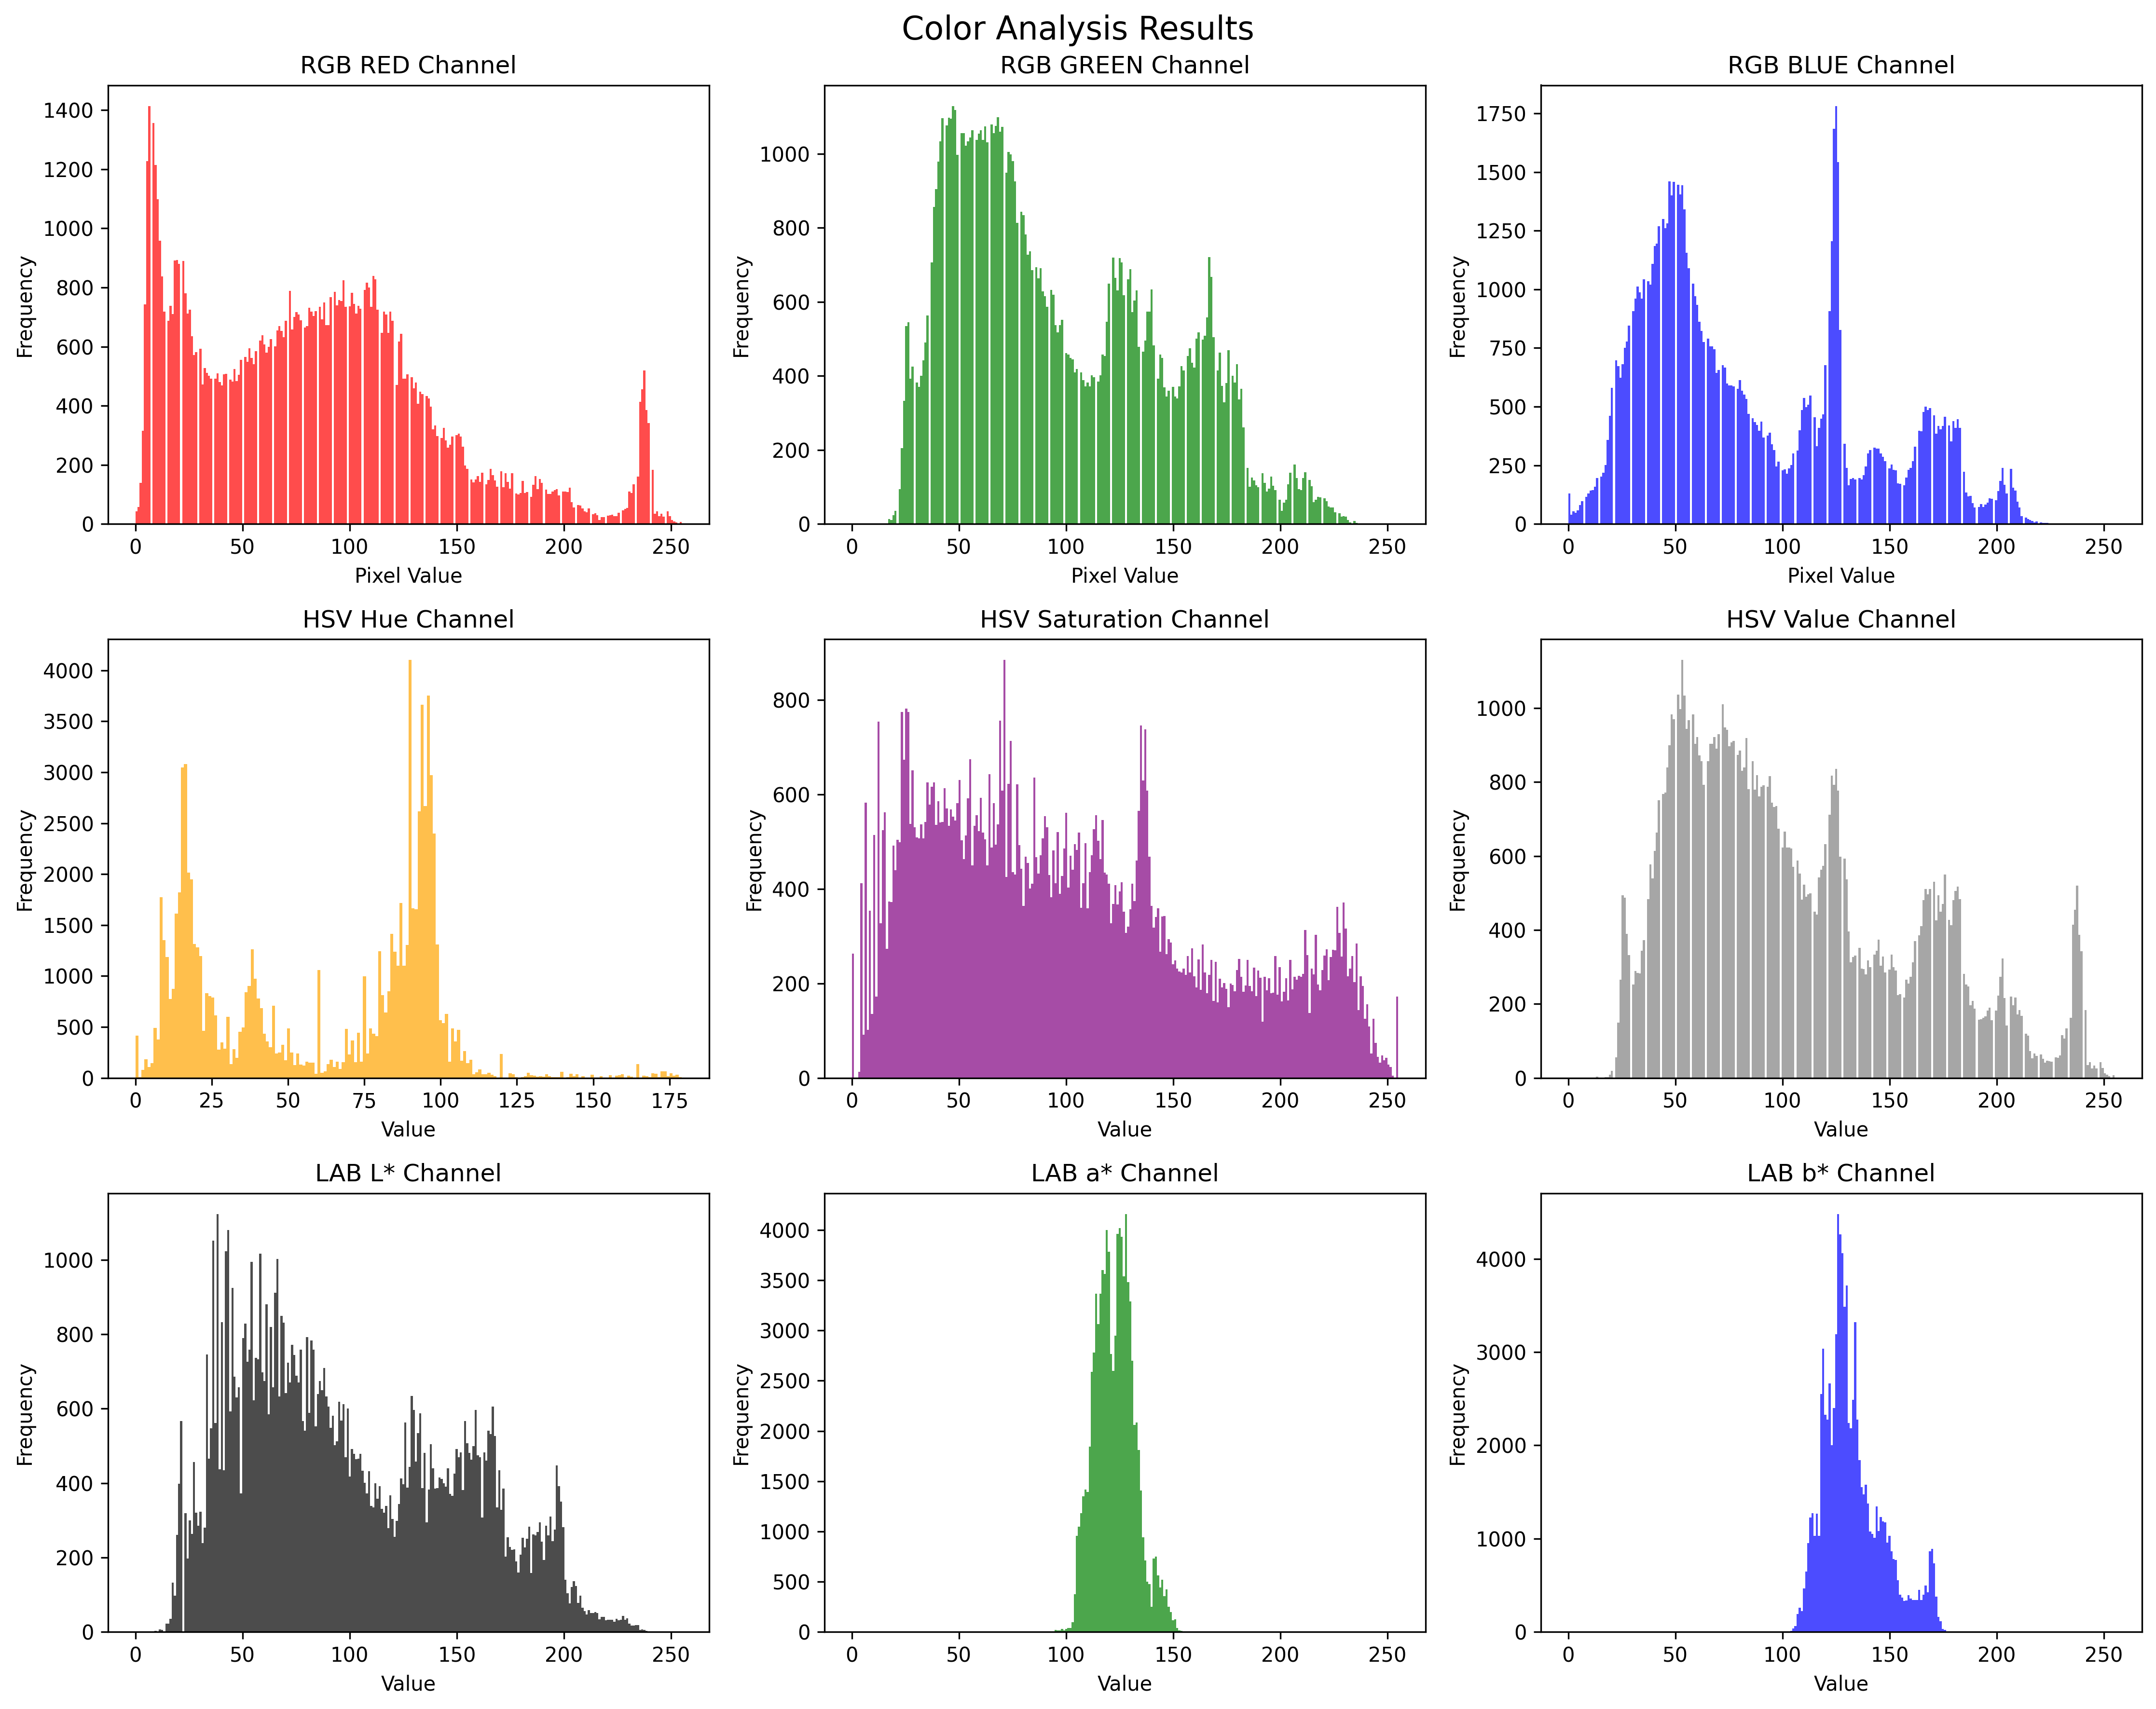 Color Analysis Results
RGB RED Channel
RGB GREEN Channel
RGB BLUE Channel
Frequency
1400
1200
1000
800
600
400
200
0
0 50 100 150 200 250
Pixel Value
Frequency
1000
800
600
400
200
0
0 50 100 150 200 250
Pixel Value
Frequency
1750
1500
1250
1000
750
500
250
0
0 50 100 150 200 250
Pixel Value
HSV Hue Channel
HSV Saturation Channel
HSV Value Channel
Frequency
4000
3500
3000
2500
2000
1500
1000
500
0
0 25 50 75 100 125 150 175
Value
Frequency
800
600
400
200
0
0 50 100 150 200 250
Value
Frequency
1000
800
600
400
200
0
0 50 100 150 200 250
Value
LAB L* Channel
LAB a* Channel
LAB b* Channel
Frequency
1000
800
600
400
200
0
0 50 100 150 200 250
Value
Frequency
4000
3500
3000
2500
2000
1500
1000
500
0
0 50 100 150 200 250
Value
Frequency
4000
3000
2000
1000
0
0 50 100 150 200 250
Value